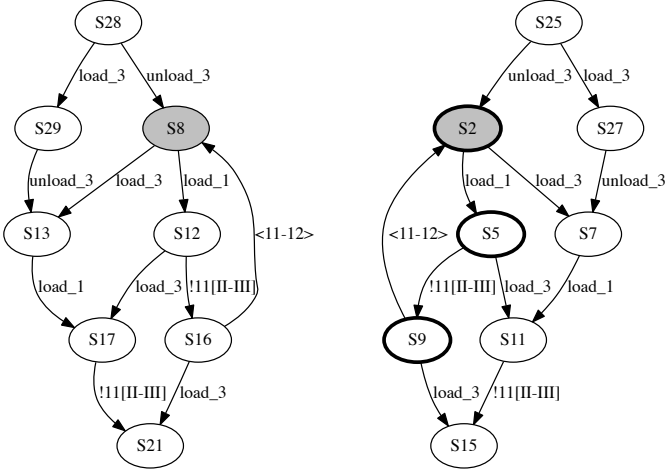 S28
S25
load_3
unload_3
unload_3
load_3
S29
S8
S2
S27
unload_3
load_3
load_1
load_1
load_3
unload_3
S13
S12
<11-12>
<11-12>
S5
S7
load_1
load_3
!11[II-III]
!11[II-III]
load_3
load_1
S17
S16
S9
S11
!11[II-III]
load_3
load_3
!11[II-III]
S21
S15